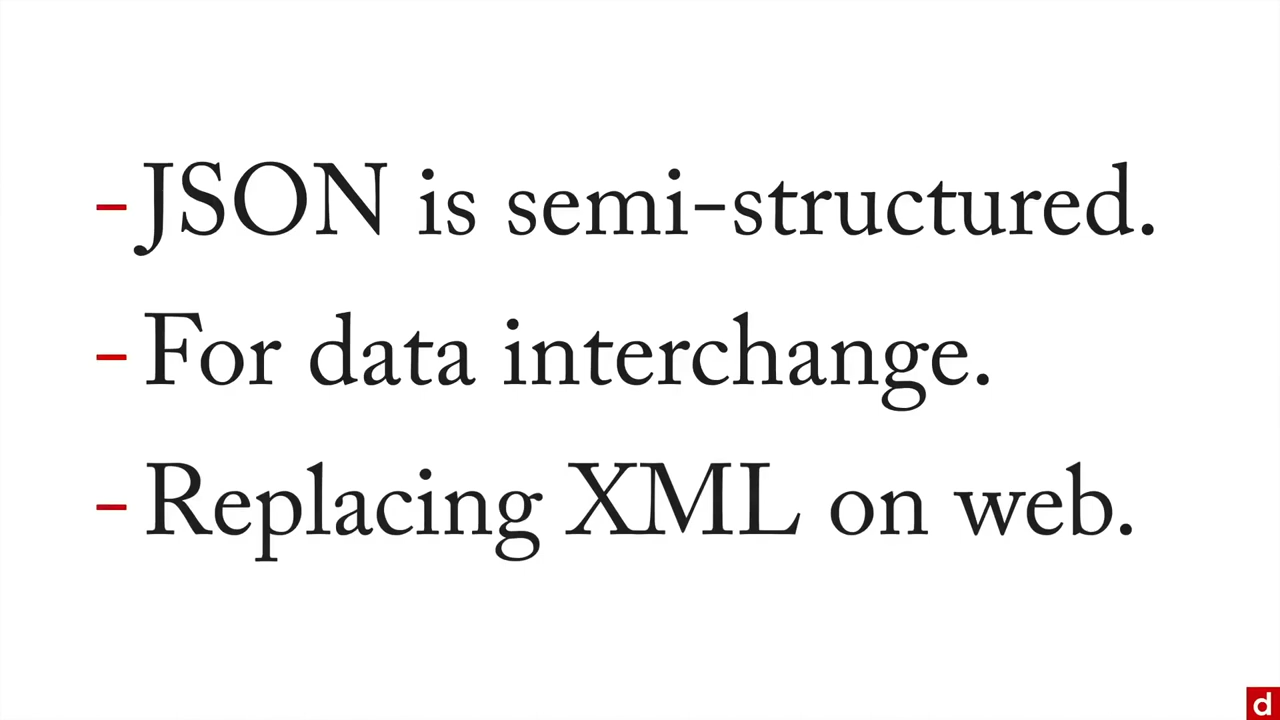 - JSON is semi-structured.
- For data interchange.
- Replacing XML on web.
d